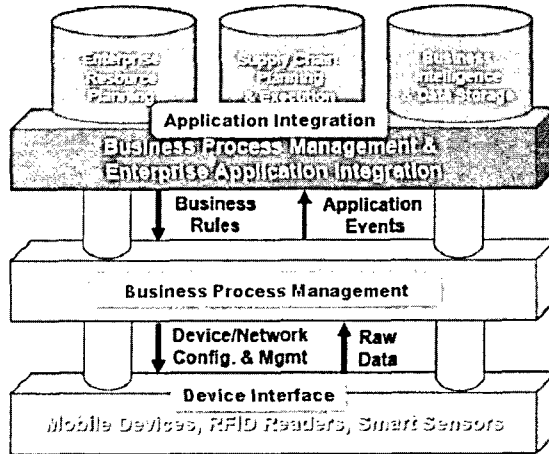 Enterprise
Resource
Planning
Supply Chain
Planning
& Execution
Business
Intelligence
& Data Storage
Application Integration
Business Process Management &
Enterprise Application Integration
Business
Rules
Application
Events
Business Process Management
Device/Network
Config. & Mgmt
Raw
Data
Device Interface
Mobile Devices, RFID Readers, Smart Sensors